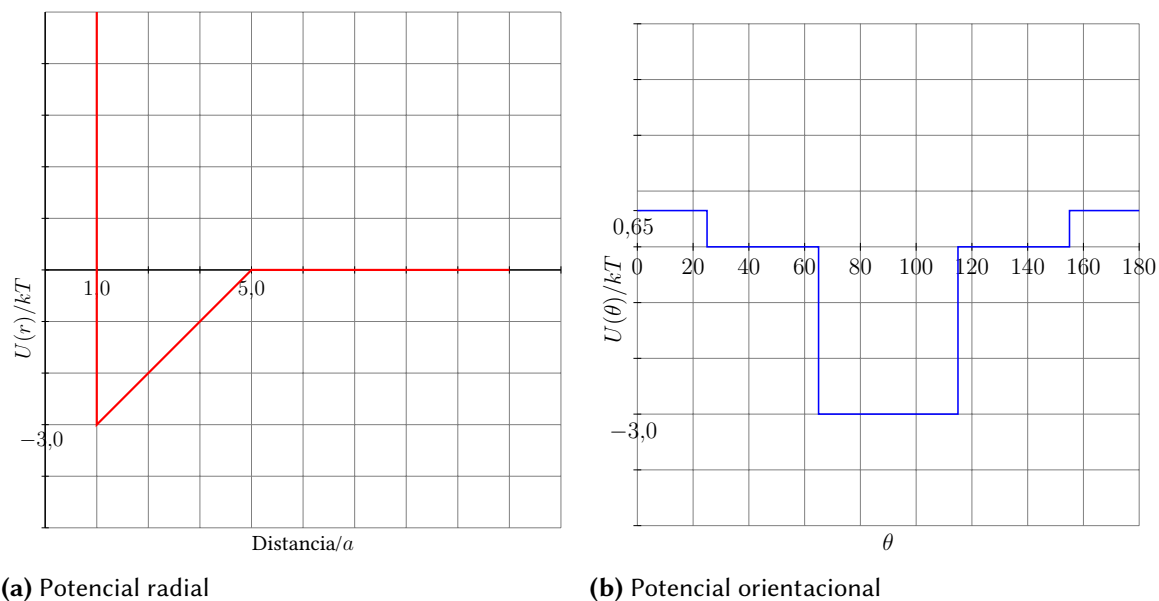 1,0
5,0
−3,0
U(r)/kT
Distancia/a
(a) Potencial radial
0,65
0
20
40
60
80
100
120
140
160
180
−3,0
U(θ)/kT
θ
(b) Potencial orientacional